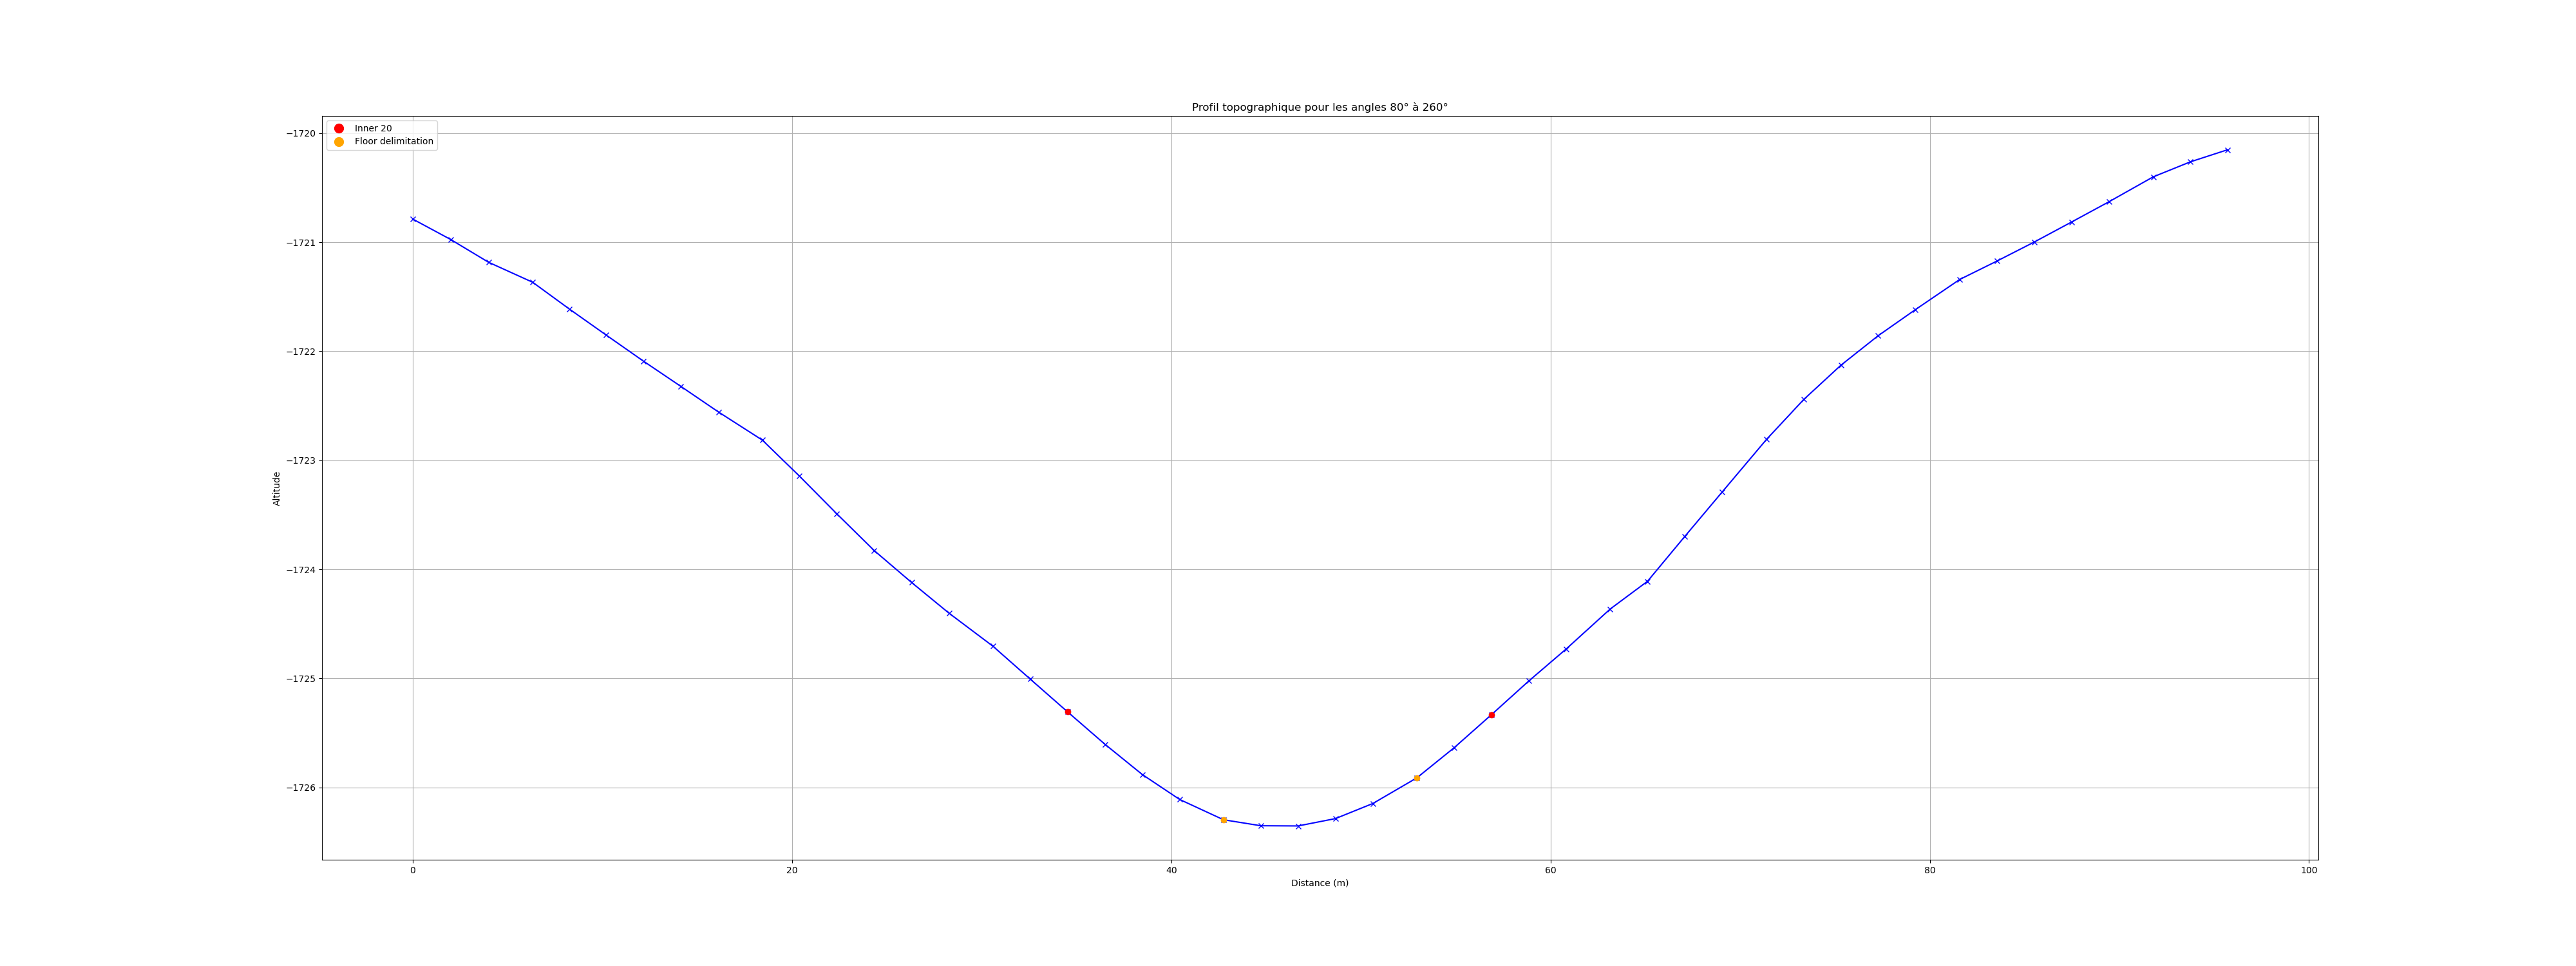 Profil topographique pour les angles 80° à 260°
Inner 20
Floor delimitation
−1720
−1721
−1722
−1723
−1724
−1725
−1726
Altitude
0
20
40
60
80
100
Distance (m)